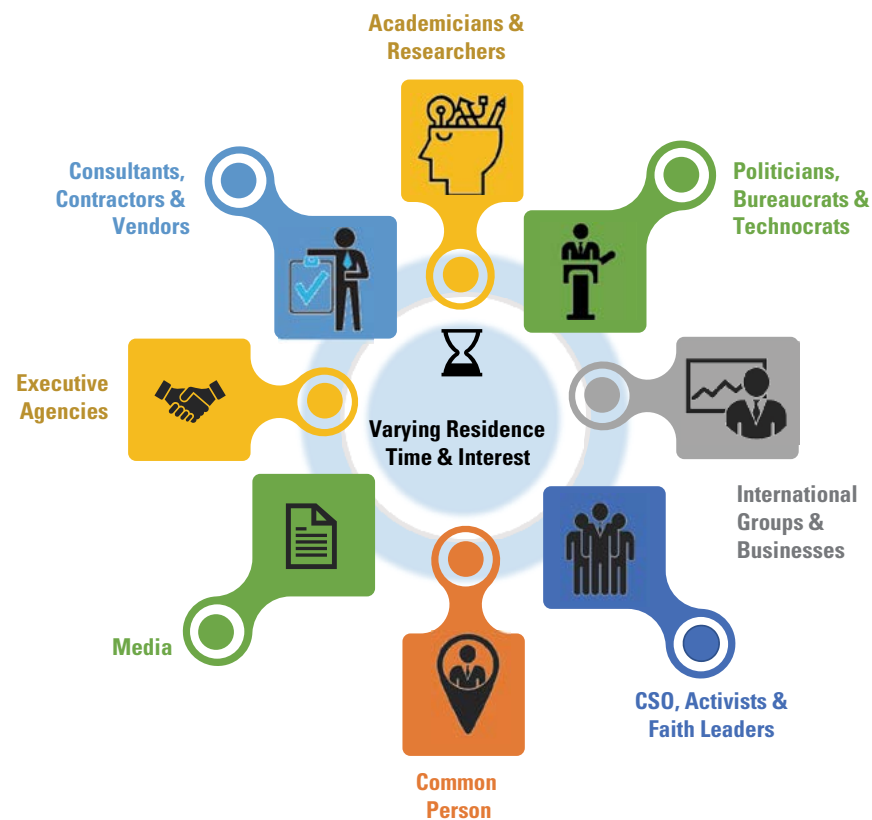 Academicians &
Researchers
Consultants,
Contractors &
Vendors
Politicians,
Bureaucrats &
Technocrats
Executive
Agencies
Varying Residence
Time & Interest
International
Groups &
Businesses
Media
CSO, Activists &
Faith Leaders
Common
Person